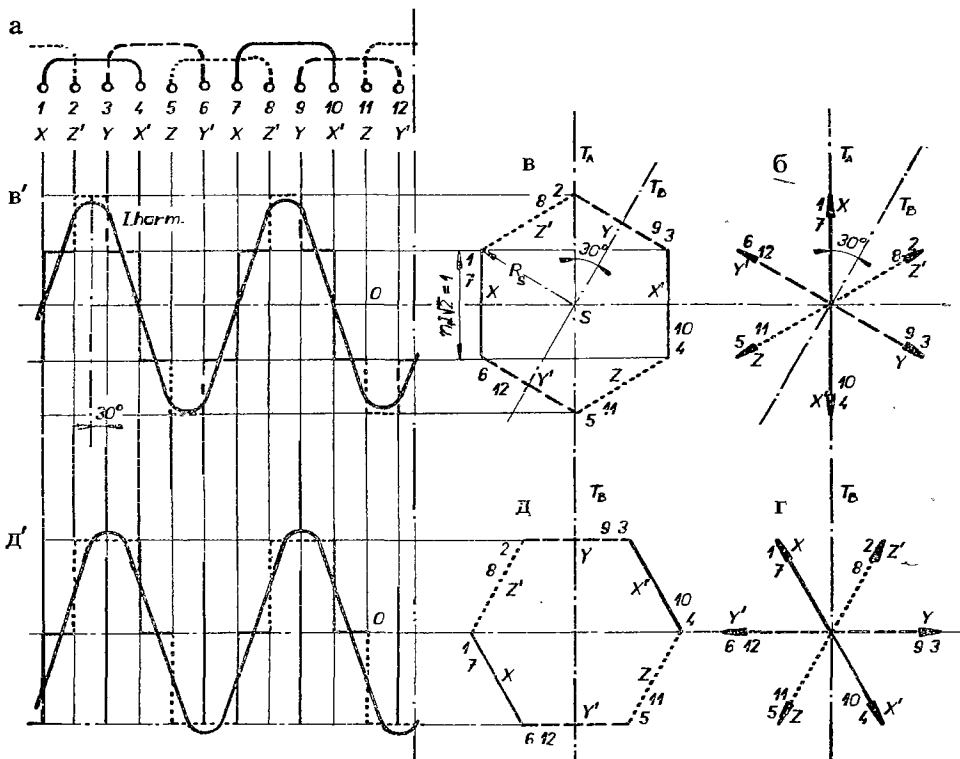 а
1 2 3 4 5 6 7 8 9 10 11 12
X Z' Y X' Z Y' X Z' Y X' Z Y'
в'
I.harm.
0
30°
в
T_A
T_B
2
8
Z'
Y
9 3
30°
1
7
R_s
X
X'
S
10
4
6
12
Y'
Z
5
11
б
T_A
T_B
1
7
X
30°
6 12
Y'
2
8
Z'
11
5
Z
9 3
Y
10
X'
4
д'
0
д
T_B
2
8
Z'
9 3
Y
X'
10
4
1
7
X
Z
11
5
Y'
6 12
г
T_B
1
7
X
2
8
Z'
Y'
6 12
Y
9 3
11
5
Z
10
4
X'